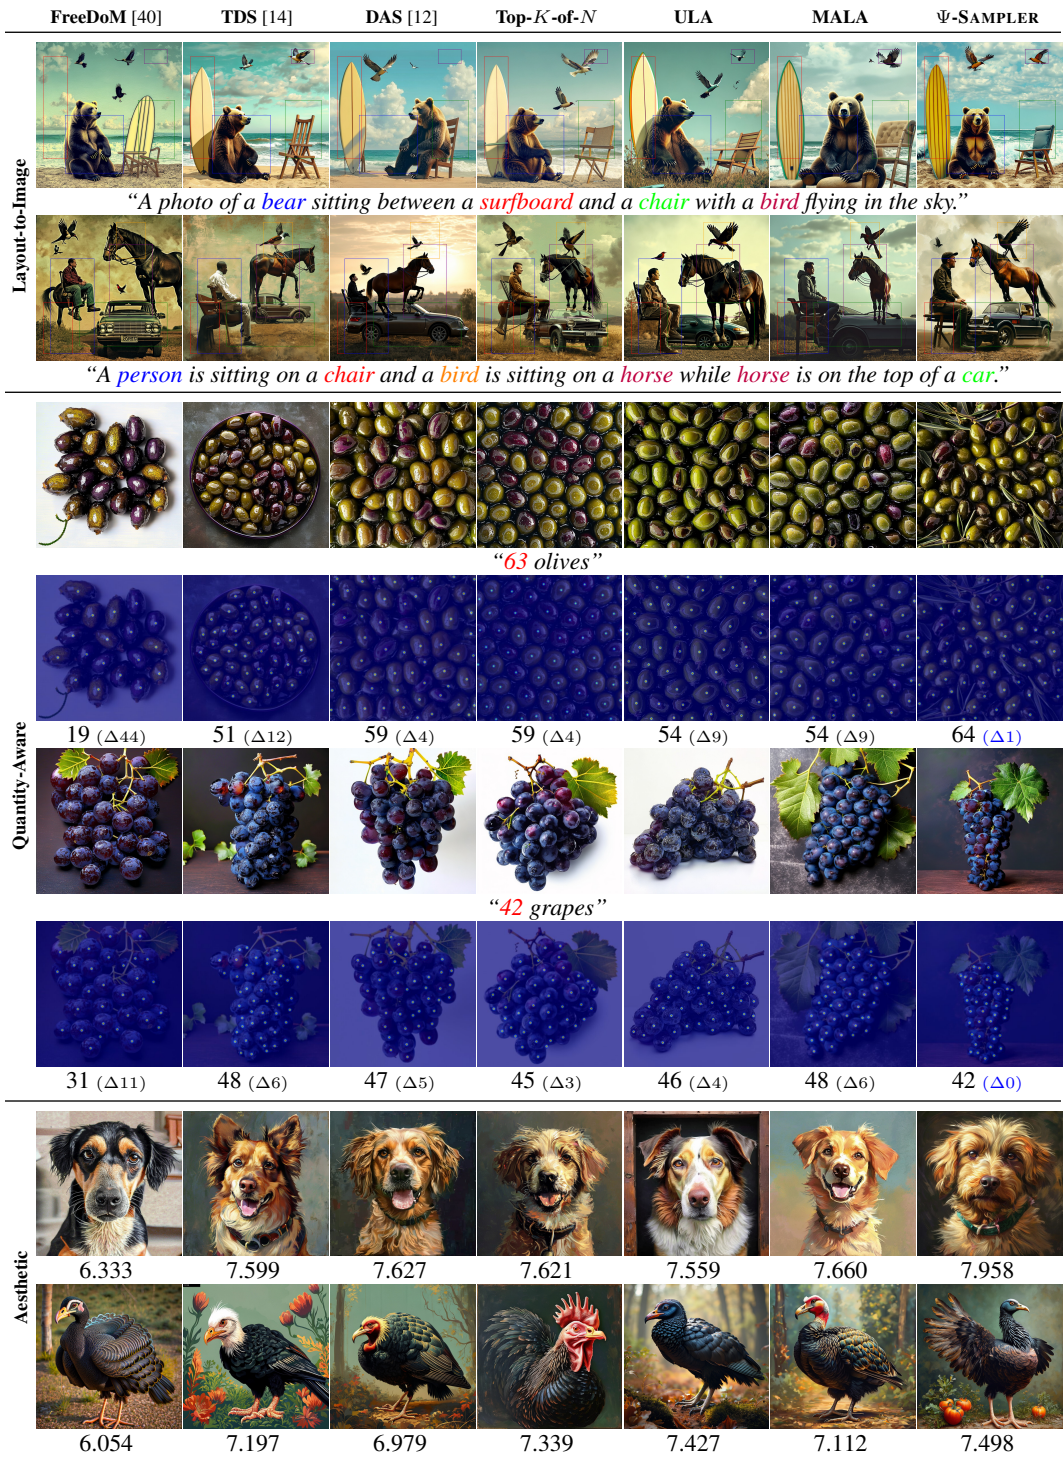 FreeDoM [40] TDS [14] DAS [12] Top-K-of-N ULA MALA Ψ-SAMPLER
Layout-to-Image
“A photo of a bear sitting between a surfboard and a chair with a bird flying in the sky.”
“A person is sitting on a chair and a bird is sitting on a horse while horse is on the top of a car.”
Quantity-Aware
“63 olives”
19 (Δ44) 51 (Δ12) 59 (Δ4) 59 (Δ4) 54 (Δ9) 54 (Δ9) 64 (Δ1)
“42 grapes”
31 (Δ11) 48 (Δ6) 47 (Δ5) 45 (Δ3) 46 (Δ4) 48 (Δ6) 42 (Δ0)
Aesthetic
6.333 7.599 7.627 7.621 7.559 7.660 7.958
6.054 7.197 6.979 7.339 7.427 7.112 7.498